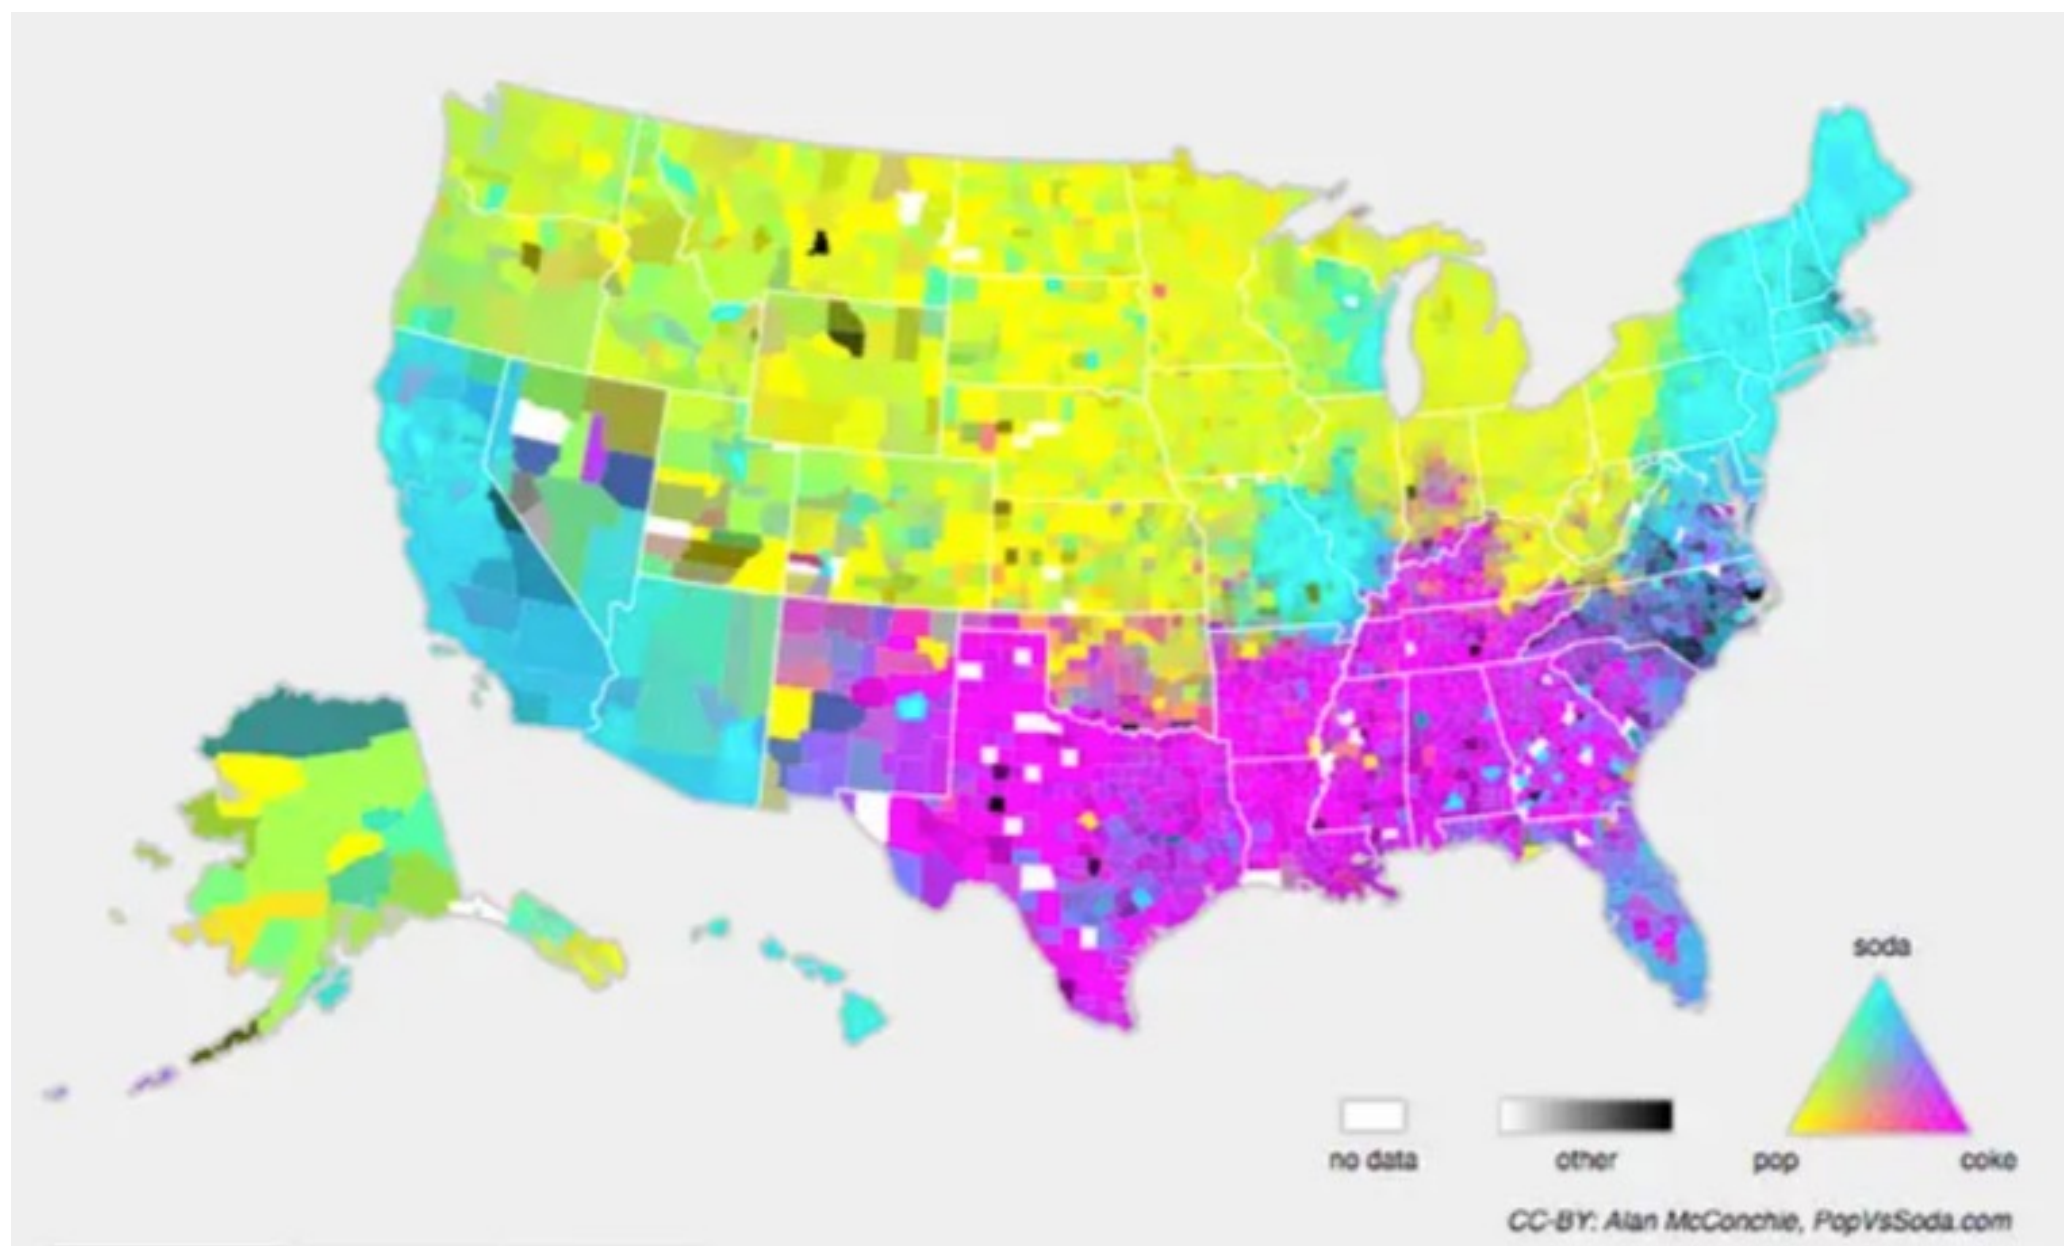 soda
no data
other
pop
coke
CC-BY: Alan McConchie, PopVsSoda.com